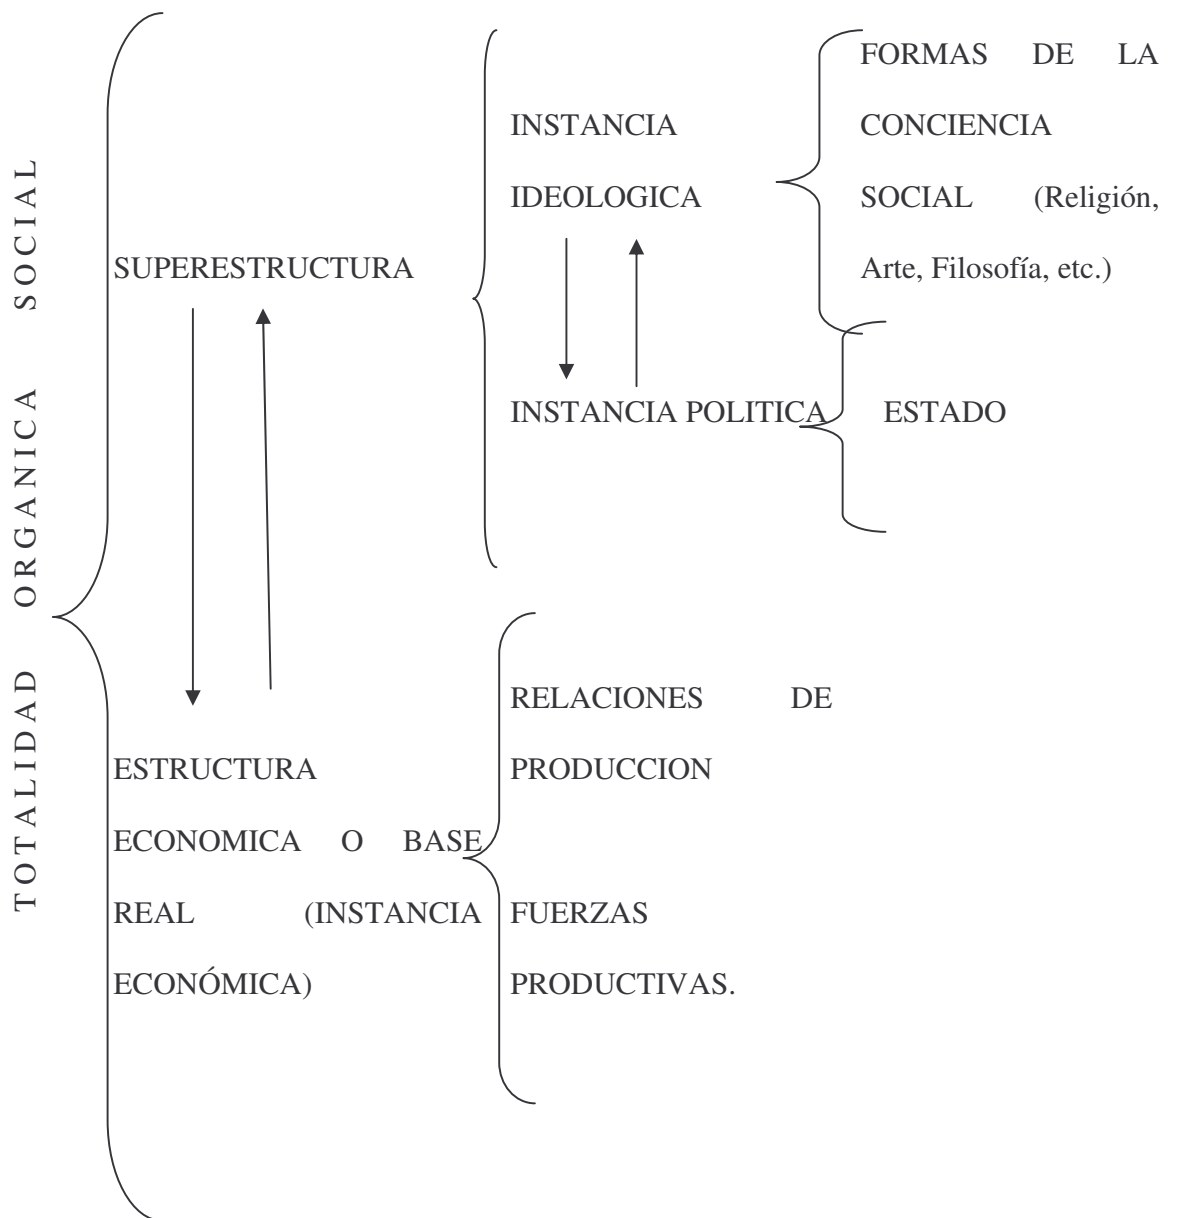 TOTALIDAD ORGANICA SOCIAL
SUPERESTRUCTURA
INSTANCIA
IDEOLOGICA
FORMAS DE LA
CONCIENCIA
SOCIAL (Religión,
Arte, Filosofía, etc.)
INSTANCIA POLITICA
ESTADO
ESTRUCTURA
ECONOMICA O BASE
REAL (INSTANCIA
ECONÓMICA)
RELACIONES DE
PRODUCCION
FUERZAS
PRODUCTIVAS.